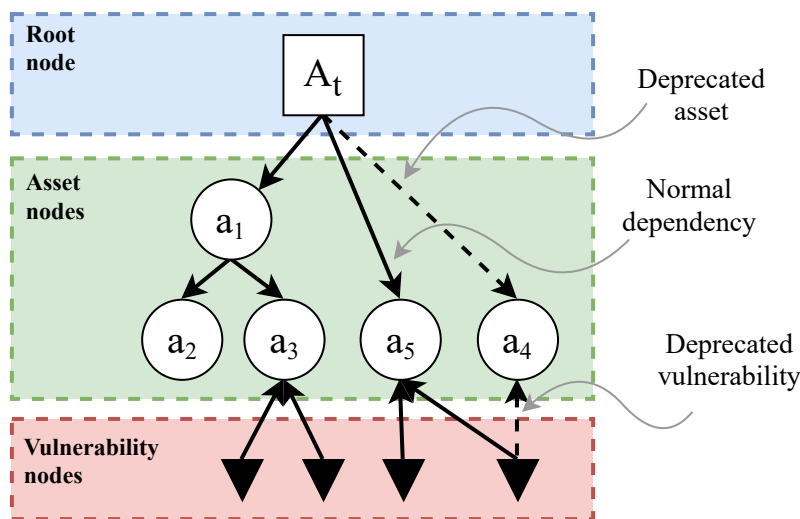 Root
node
A_t
Deprecated
asset
Asset
nodes
a_1
Normal
dependency
a_2
a_3
a_5
a_4
Deprecated
vulnerability
Vulnerability
nodes